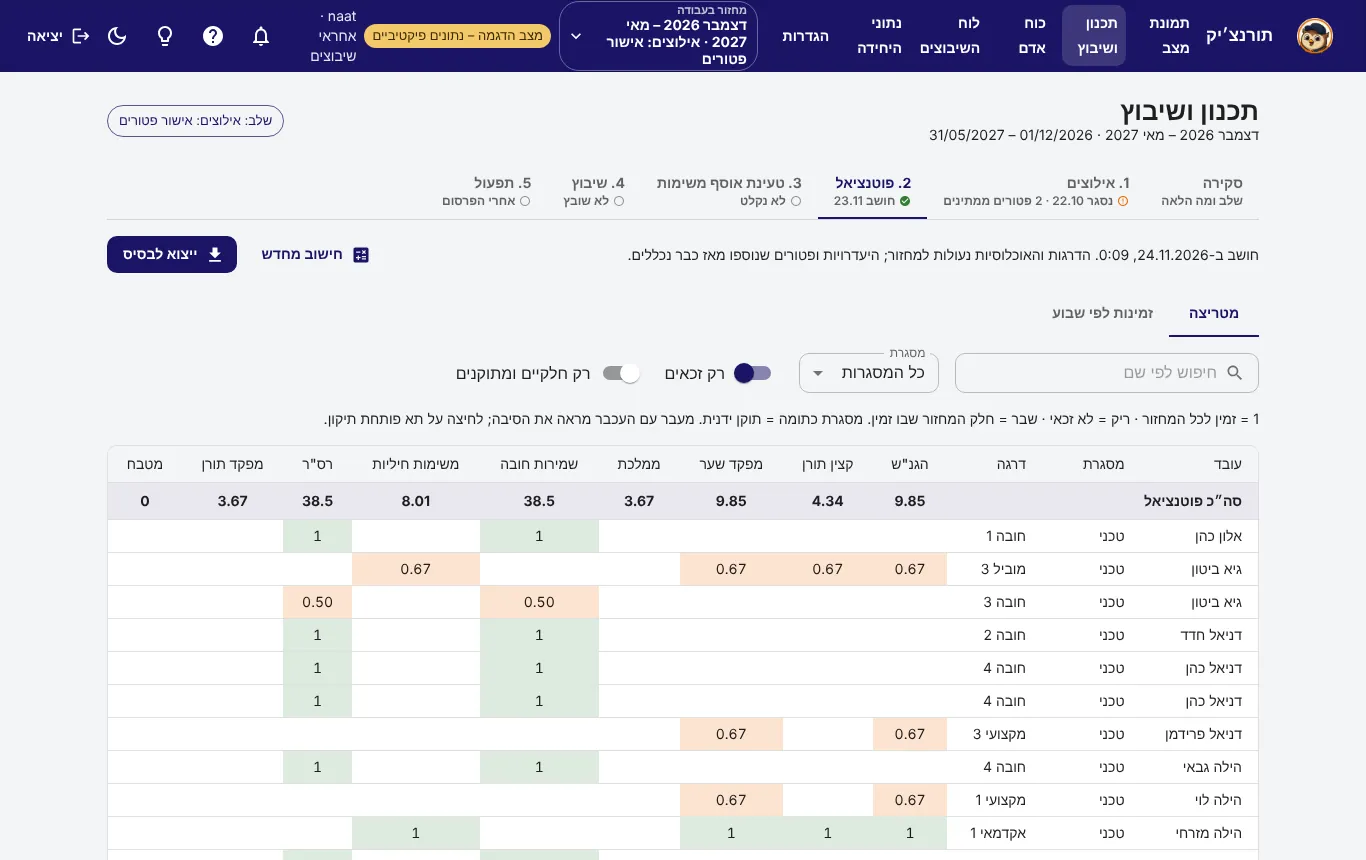 תורנצ׳יק
תמונת מצב
תכנון ושיבוץ
כוח אדם
לוח השיבוצים
נתוני היחידה
הגדרות
מחזור בעבודה
דצמבר 2026 – מאי
2027 · אילוצים: אישור
פטורים
מצב הדגמה – נתונים פיקטיביים
naat ·
אחראי
שיבוצים
יציאה
תכנון ושיבוץ
דצמבר 2026 – מאי 2027 · 01/12/2026 – 31/05/2027
שלב: אילוצים: אישור פטורים
סקירה
שלב ומה הלאה
1. אילוצים
נסגר 22.10 · 2 פטורים ממתינים
2. פוטנציאל
חושב 23.11
3. טעינת אוסף משימות
לא נקלט
4. שיבוץ
לא שובץ
5. תפעול
אחרי הפרסום
חושב ב-24.11.2026, 0:09. הדרגות והאוכלוסיות נעולות למחזור; היעדרויות ופטורים שנוספו מאז כבר נכללים.
חישוב מחדש
ייצוא לבסיס
מטריצה
זמינות לפי שבוע
חיפוש לפי שם
מסגרת
כל המסגרות
רק זכאים
רק חלקיים ומתוקנים
1 = זמין לכל המחזור · ריק = לא זכאי · שבר = חלק המחזור שבו זמין. מסגרת כתומה = תוקן ידנית. מעבר עם העכבר מראה את הסיבה; לחיצה על תא פותחת תיקון.
עובד מסגרת דרגה הגנ"ש קצין תורן מפקד שער ממלכת שמירות חובה משימות חיליות רס"ר מפקד תורן מטבח
סה״כ פוטנציאל 9.85 4.34 9.85 3.67 38.5 8.01 38.5 3.67 0
אלון כהן טכני חובה 1 1 1
גיא ביטון טכני מוביל 3 0.67 0.67 0.67 0.67
גיא ביטון טכני חובה 3 0.50 0.50
דניאל חדד טכני חובה 2 1 1
דניאל כהן טכני חובה 4 1 1
דניאל כהן טכני חובה 4 1 1
דניאל פרידמן טכני מקצועי 3 0.67 0.67
הילה גבאי טכני חובה 4 1 1
הילה לוי טכני מקצועי 1 0.67 0.67
הילה מזרחי טכני אקדמאי 1 1 1 1 1